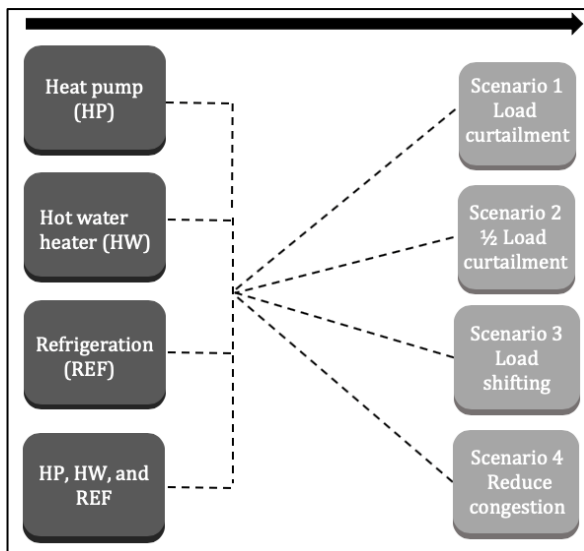 Heat pump
(HP)
Hot water
heater (HW)
Refrigeration
(REF)
HP, HW, and
REF
Scenario 1
Load
curtailment
Scenario 2
½ Load
curtailment
Scenario 3
Load
shifting
Scenario 4
Reduce
congestion